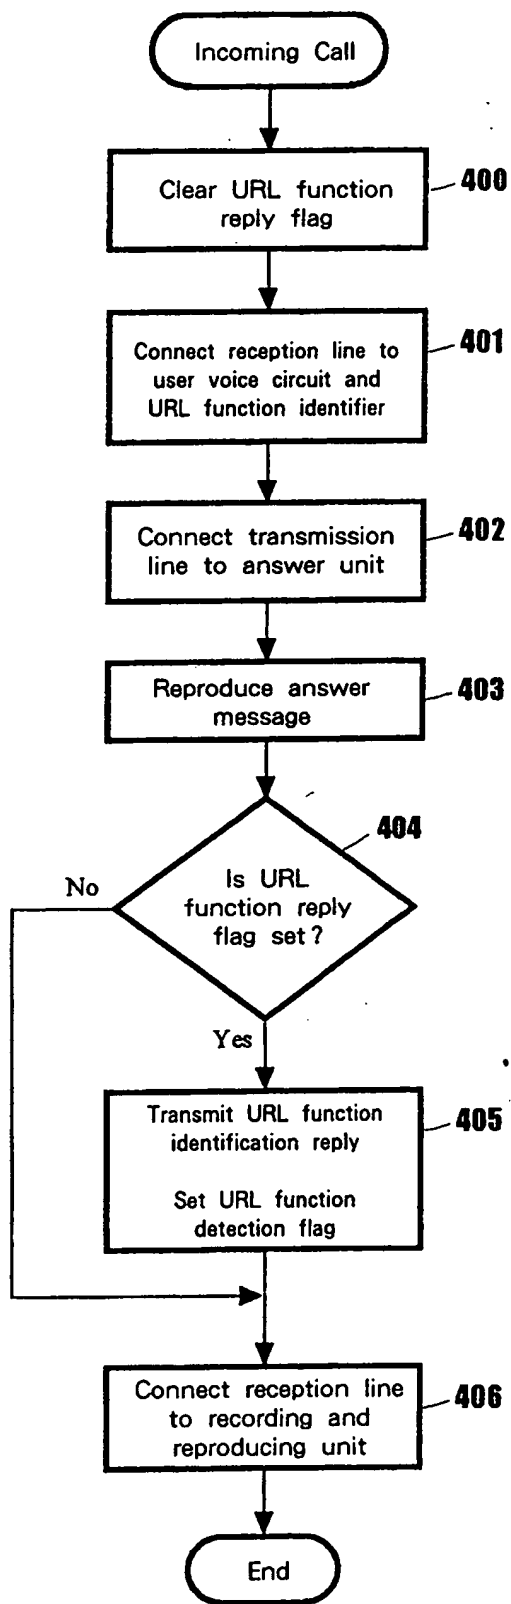 Incoming Call
Clear URL function
reply flag
400
Connect reception line to
user voice circuit and
URL function identifier
401
Connect transmission
line to answer unit
402
Reproduce answer
message
403
Is URL
function reply
flag set?
404
No
Yes
Transmit URL function
identification reply
Set URL function
detection flag
405
Connect reception line
to recording and
reproducing unit
406
End